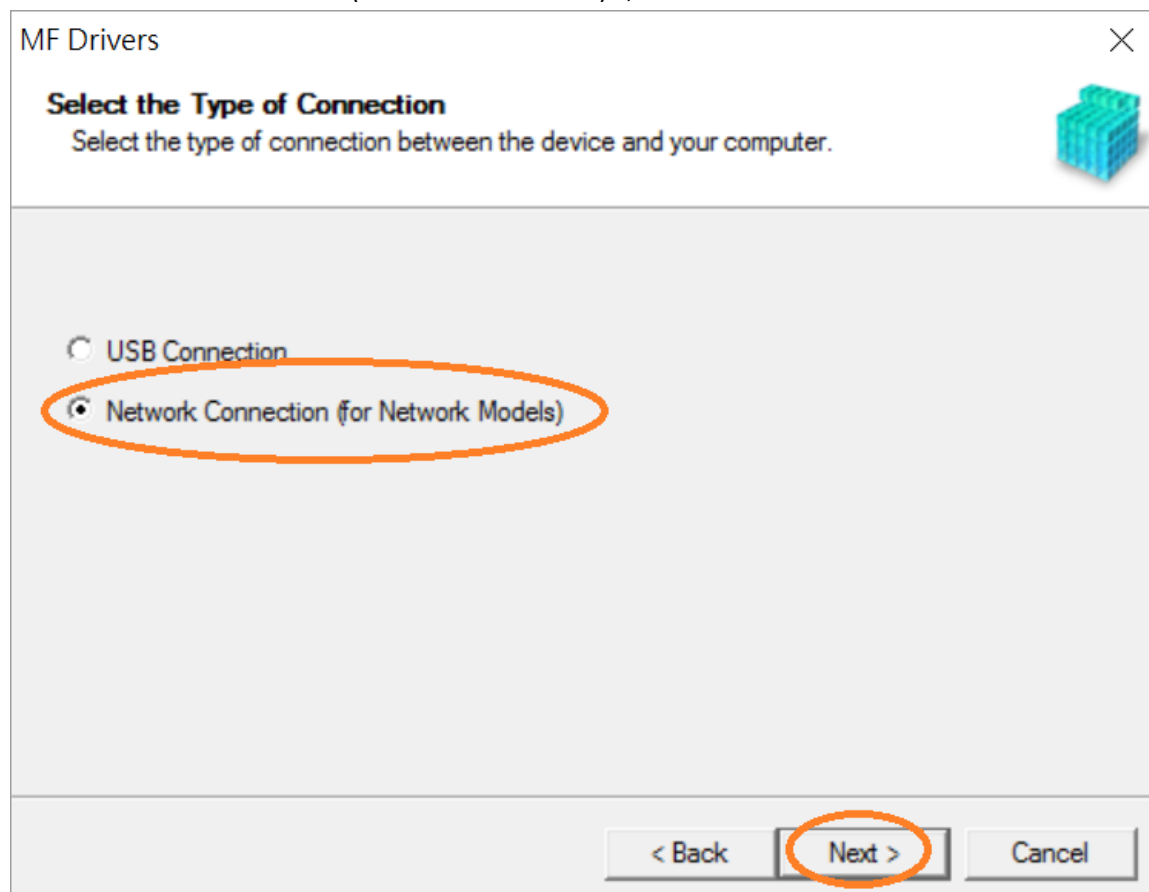 MF Drivers
Select the Type of Connection
Select the type of connection between the device and your computer.
USB Connection
Network Connection (for Network Models)
< Back
Next >
Cancel